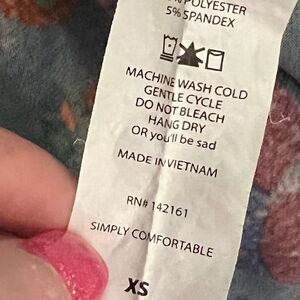 POLYESTER
5% SPANDEX
MACHINE WASH COLD
GENTLE CYCLE
DO NOT BLEACH
HANG DRY
OR you'll be sad
MADE IN VIETNAM
RN# 142161
SIMPLY COMFORTABLE
XS